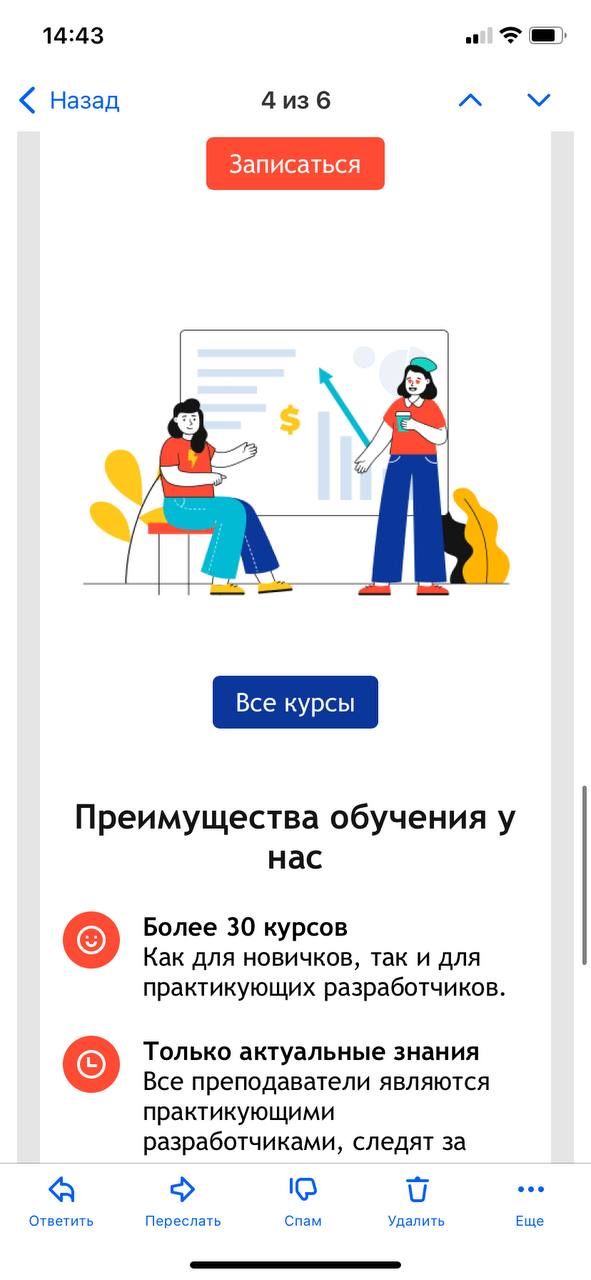 14:43
Назад
4 из 6
Записаться
$
Все курсы
Преимущества обучения у
нас
Более 30 курсов
Как для новичков, так и для
практикующих разработчиков.
Только актуальные знания
Все преподаватели являются
практикующими
разработчиками, следят за
Ответить
Переслать
Спам
Удалить
Еще